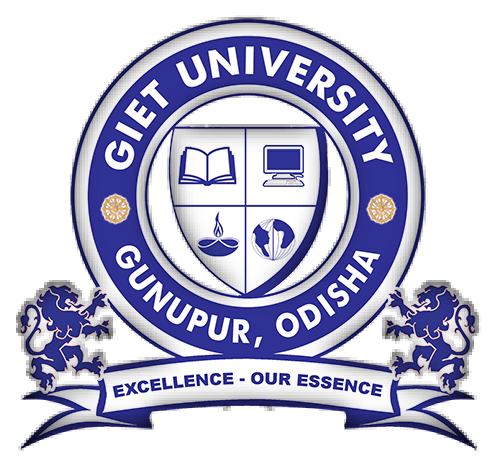 GIET UNIVERSITY
GUNUPUR, ODISHA
EXCELLENCE - OUR ESSENCE